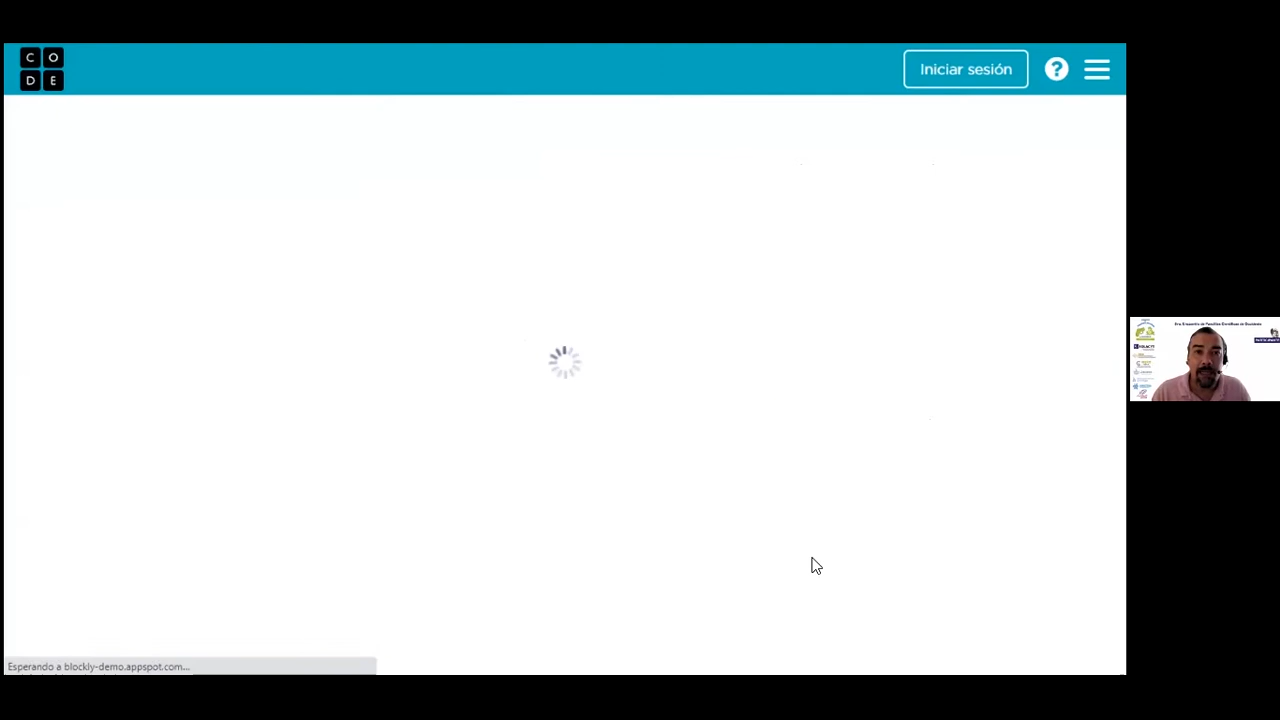 C O
D E
Iniciar sesión
?
Esperando a blockly-demo.appspot.com...